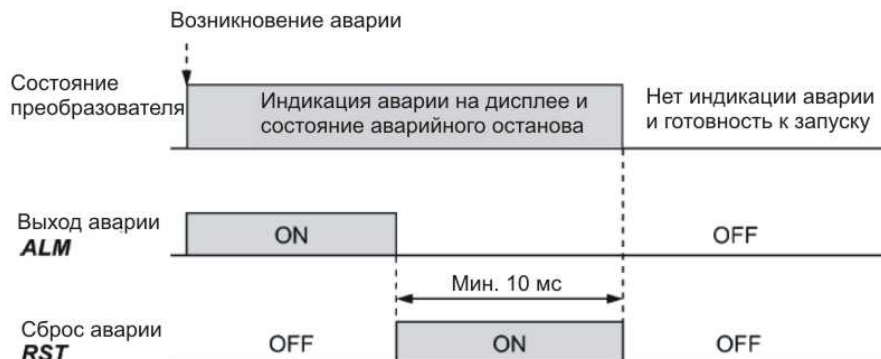 Возникновение аварии
Состояние
преобразователя
Индикация аварии на дисплее и
состояние аварийного останова
Нет индикации аварии
и готовность к запуску
Выход аварии
ALM
ON
OFF
Мин. 10 мс
Сброс аварии
RST
OFF
ON
OFF